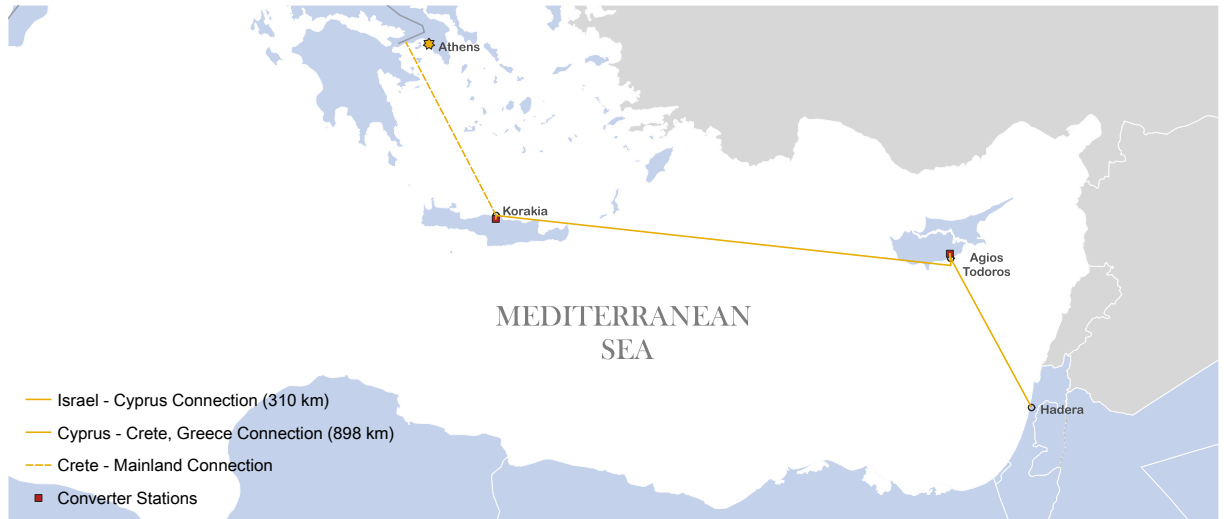 Athens
Korakia
Agios
Todoros
MEDITERRANEAN
SEA
Israel - Cyprus Connection (310 km)
Hadera
Cyprus - Crete, Greece Connection (898 km)
Crete - Mainland Connection
Converter Stations